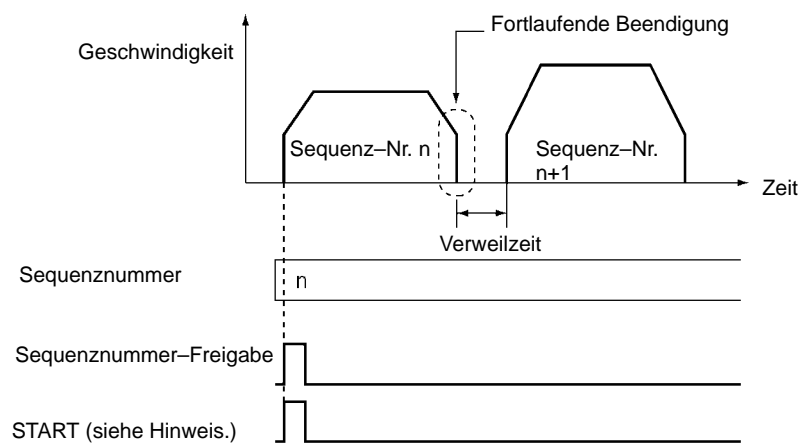 Fortlaufende Beendigung
Geschwindigkeit
Sequenz–Nr. n
Sequenz–Nr.
n+1
Zeit
Verweilzeit
Sequenznummer
n
Sequenznummer–Freigabe
START (siehe Hinweis.)